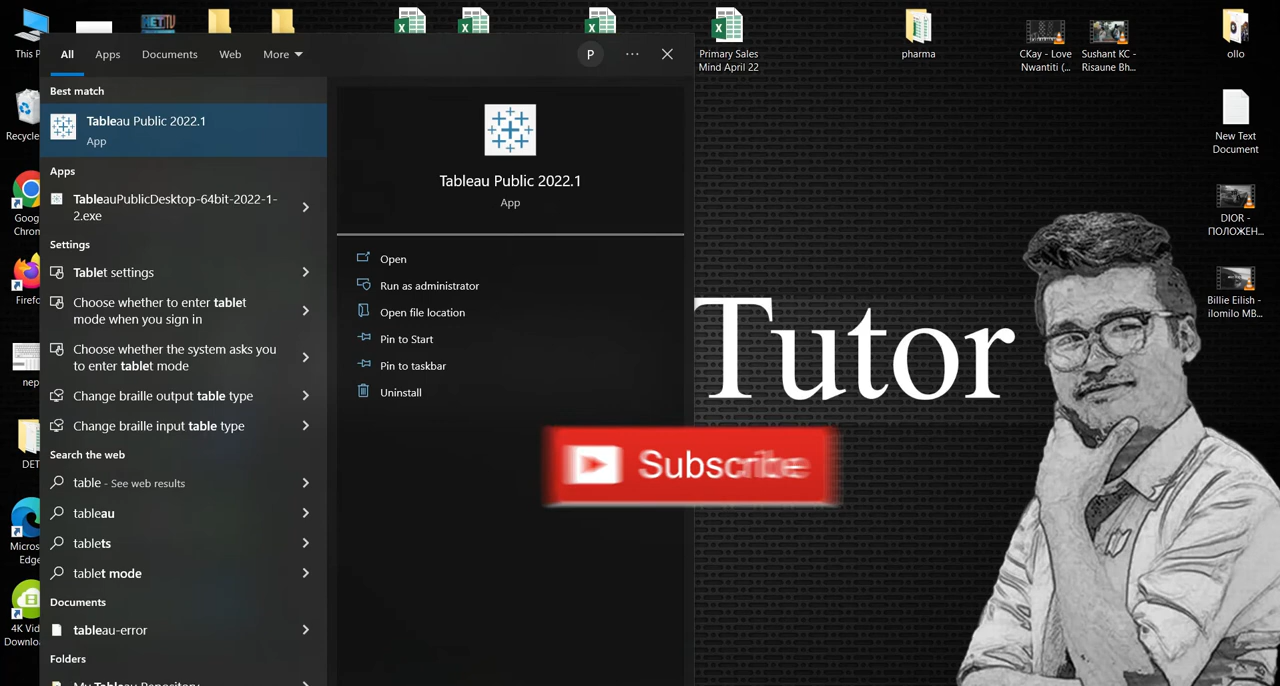 This P
Recycle
Goog
Chrom
Firefo
nep
DET
Micros
Edge
4K Vid
Downlo
All
Apps
Documents
Web
More
P
Best match
Tableau Public 2022.1
App
Apps
TableauPublicDesktop-64bit-2022-1-
2.exe
Settings
Tablet settings
Choose whether to enter tablet
mode when you sign in
Choose whether the system asks you
to enter tablet mode
Change braille output table type
Change braille input table type
Search the web
table - See web results
tableau
tablets
tablet mode
Documents
tableau-error
Folders
My Tableau Repository
Tableau Public 2022.1
App
Open
Run as administrator
Open file location
Pin to Start
Pin to taskbar
Uninstall
Subscribe
Tutor
Primary Sales
Mind April 22
pharma
CKay - Love
Nwantiti (...
Sushant KC -
Risaune Bh...
ollo
New Text
Document
DIOR -
ПОЛОЖЕН...
Billie Eilish -
ilomilo MB...